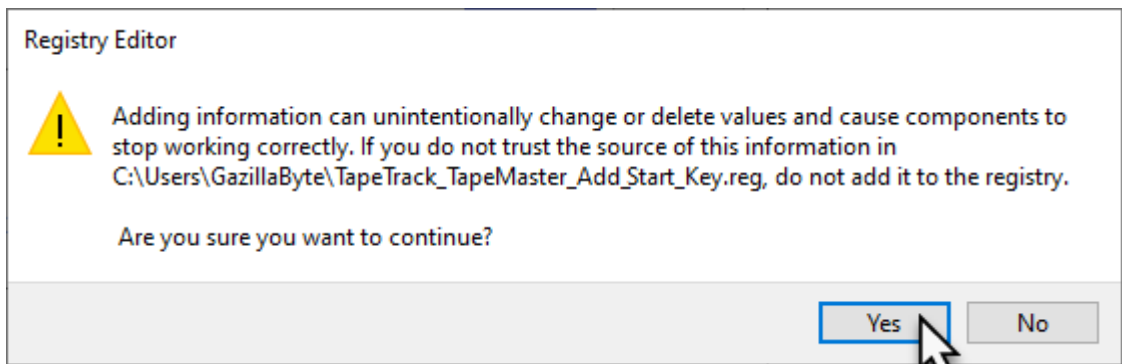 Registry Editor
Adding information can unintentionally change or delete values and cause components to
stop working correctly. If you do not trust the source of this information in
C:\Users\GazillaByte\TapeTrack_TapeMaster_Add_Start_Key.reg, do not add it to the registry.
Are you sure you want to continue?
Yes No